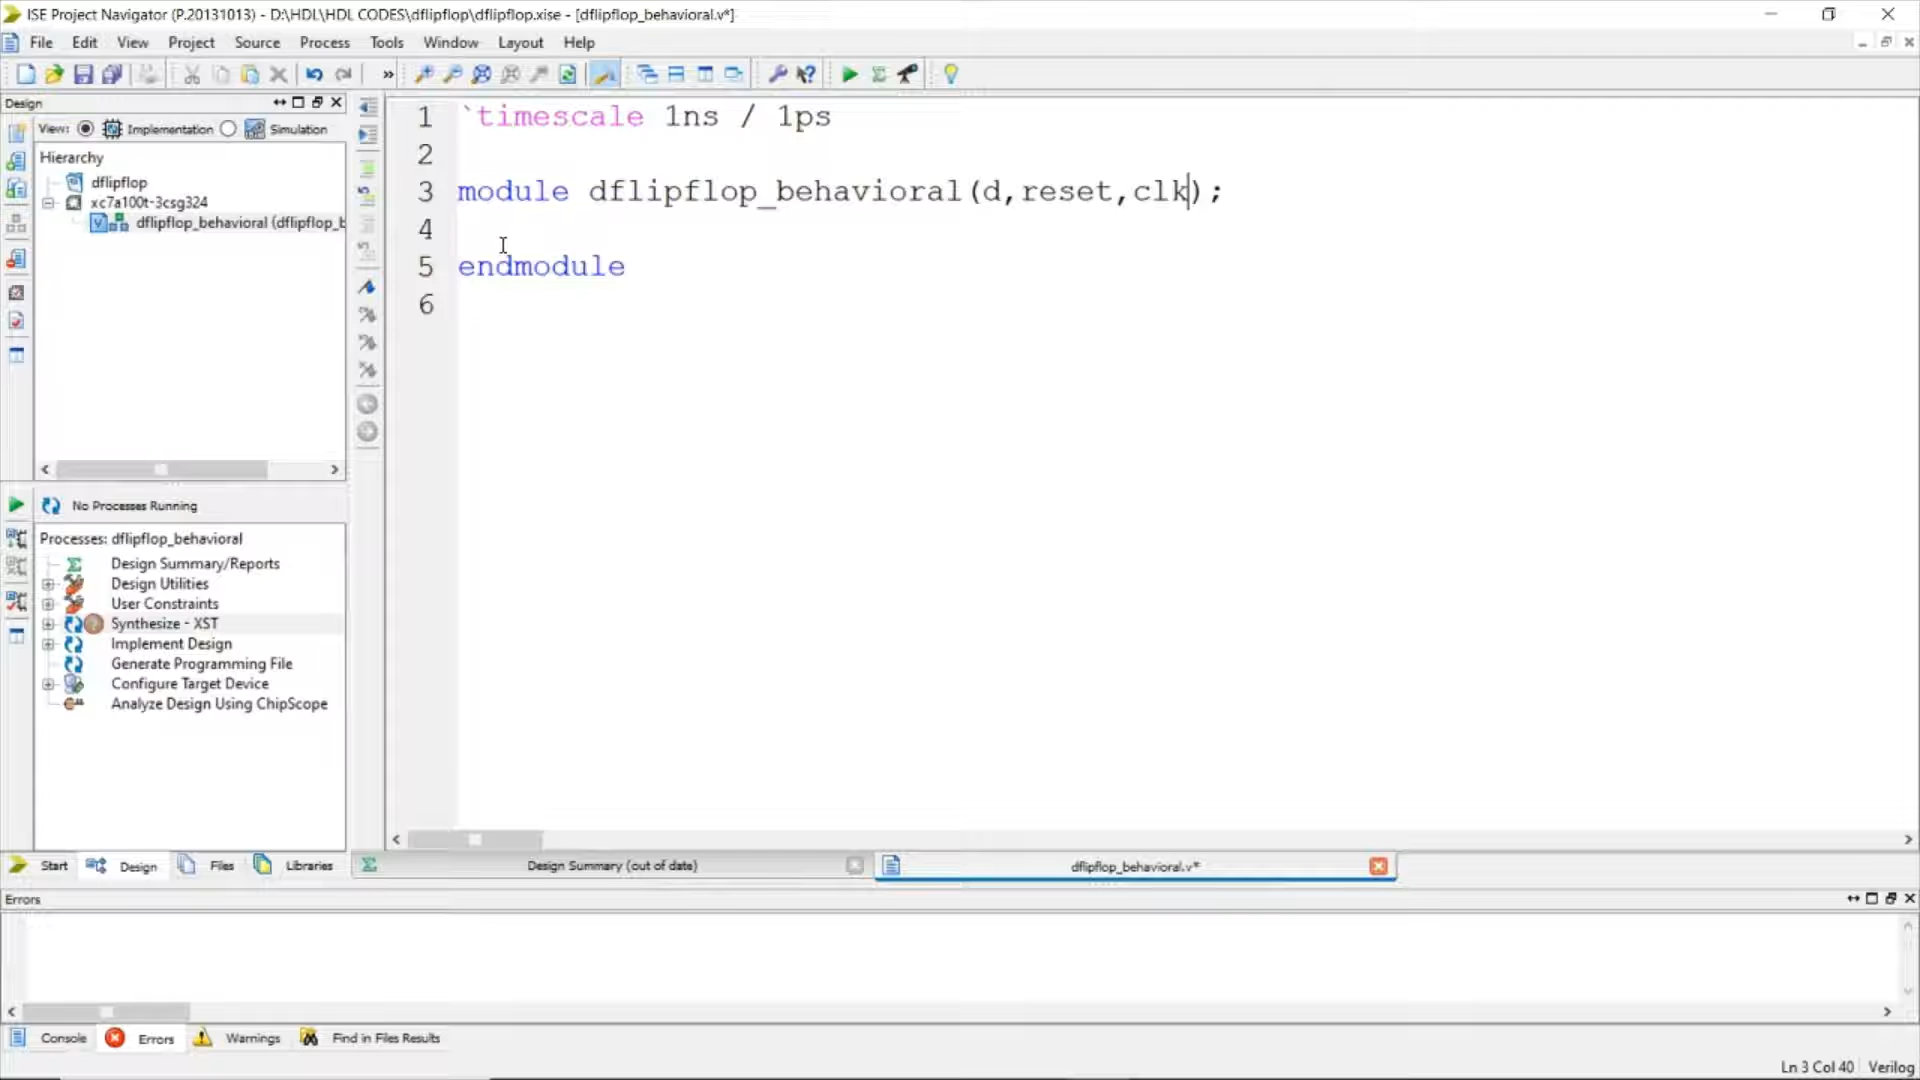 ISE Project Navigator (P.20131013) - D:\HDL\HDL CODES\dflipflop\dflipflop.xise - [dflipflop_behavioral.v*]
File Edit View Project Source Process Tools Window Layout Help
Design
View: Implementation Simulation
Hierarchy
dflipflop
xc7a100t-3csg324
dflipflop_behavioral (dflipflop_b
No Processes Running
Processes: dflipflop_behavioral
Design Summary/Reports
Design Utilities
User Constraints
Synthesize - XST
Implement Design
Generate Programming File
Configure Target Device
Analyze Design Using ChipScope
1 `timescale 1ns / 1ps
2
3 module dflipflop_behavioral(d,reset,clk);
4
5 endmodule
6
Start Design Files Libraries
Design Summary (out of date)
dflipflop_behavioral.v*
Errors
Console Errors Warnings Find in Files Results
Ln 3 Col 40 Verilog